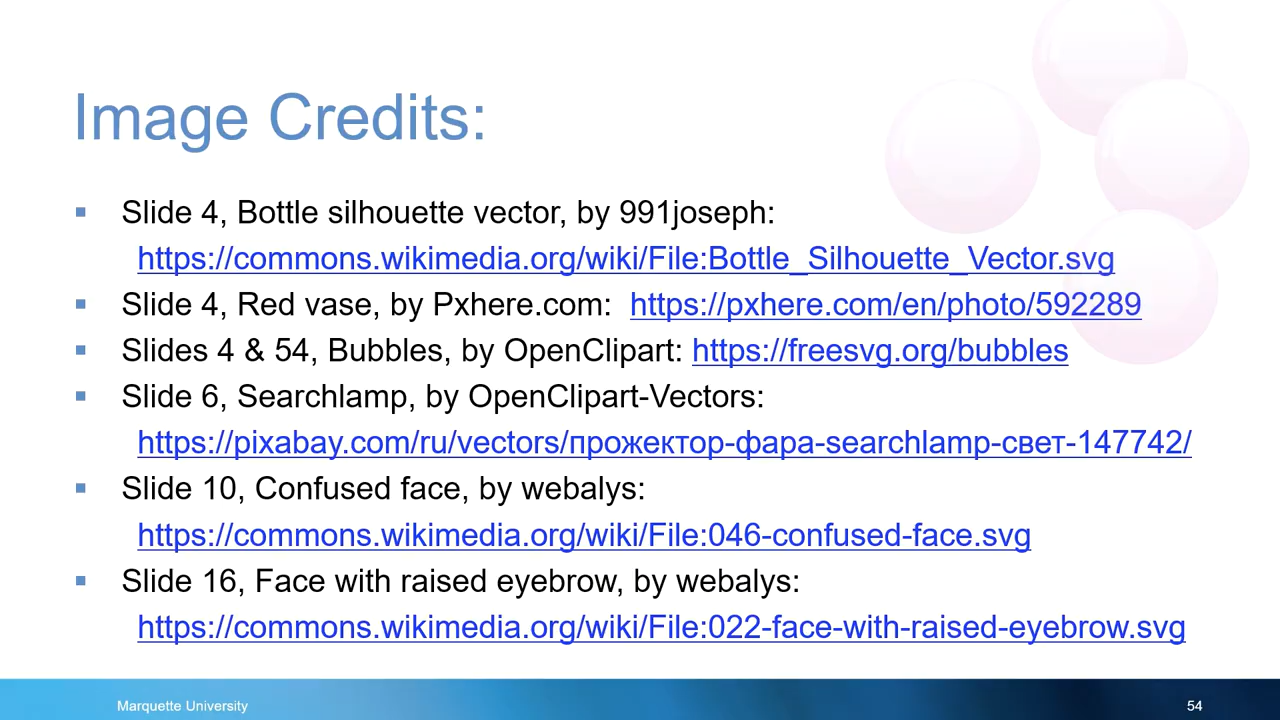 Image Credits:
▪ Slide 4, Bottle silhouette vector, by 991joseph:
https://commons.wikimedia.org/wiki/File:Bottle_Silhouette_Vector.svg
▪ Slide 4, Red vase, by Pxhere.com: https://pxhere.com/en/photo/592289
▪ Slides 4 & 54, Bubbles, by OpenClipart: https://freesvg.org/bubbles
▪ Slide 6, Searchlamp, by OpenClipart-Vectors:
https://pixabay.com/ru/vectors/прожектор-фара-searchlamp-свет-147742/
▪ Slide 10, Confused face, by webalys:
https://commons.wikimedia.org/wiki/File:046-confused-face.svg
▪ Slide 16, Face with raised eyebrow, by webalys:
https://commons.wikimedia.org/wiki/File:022-face-with-raised-eyebrow.svg
Marquette University
54